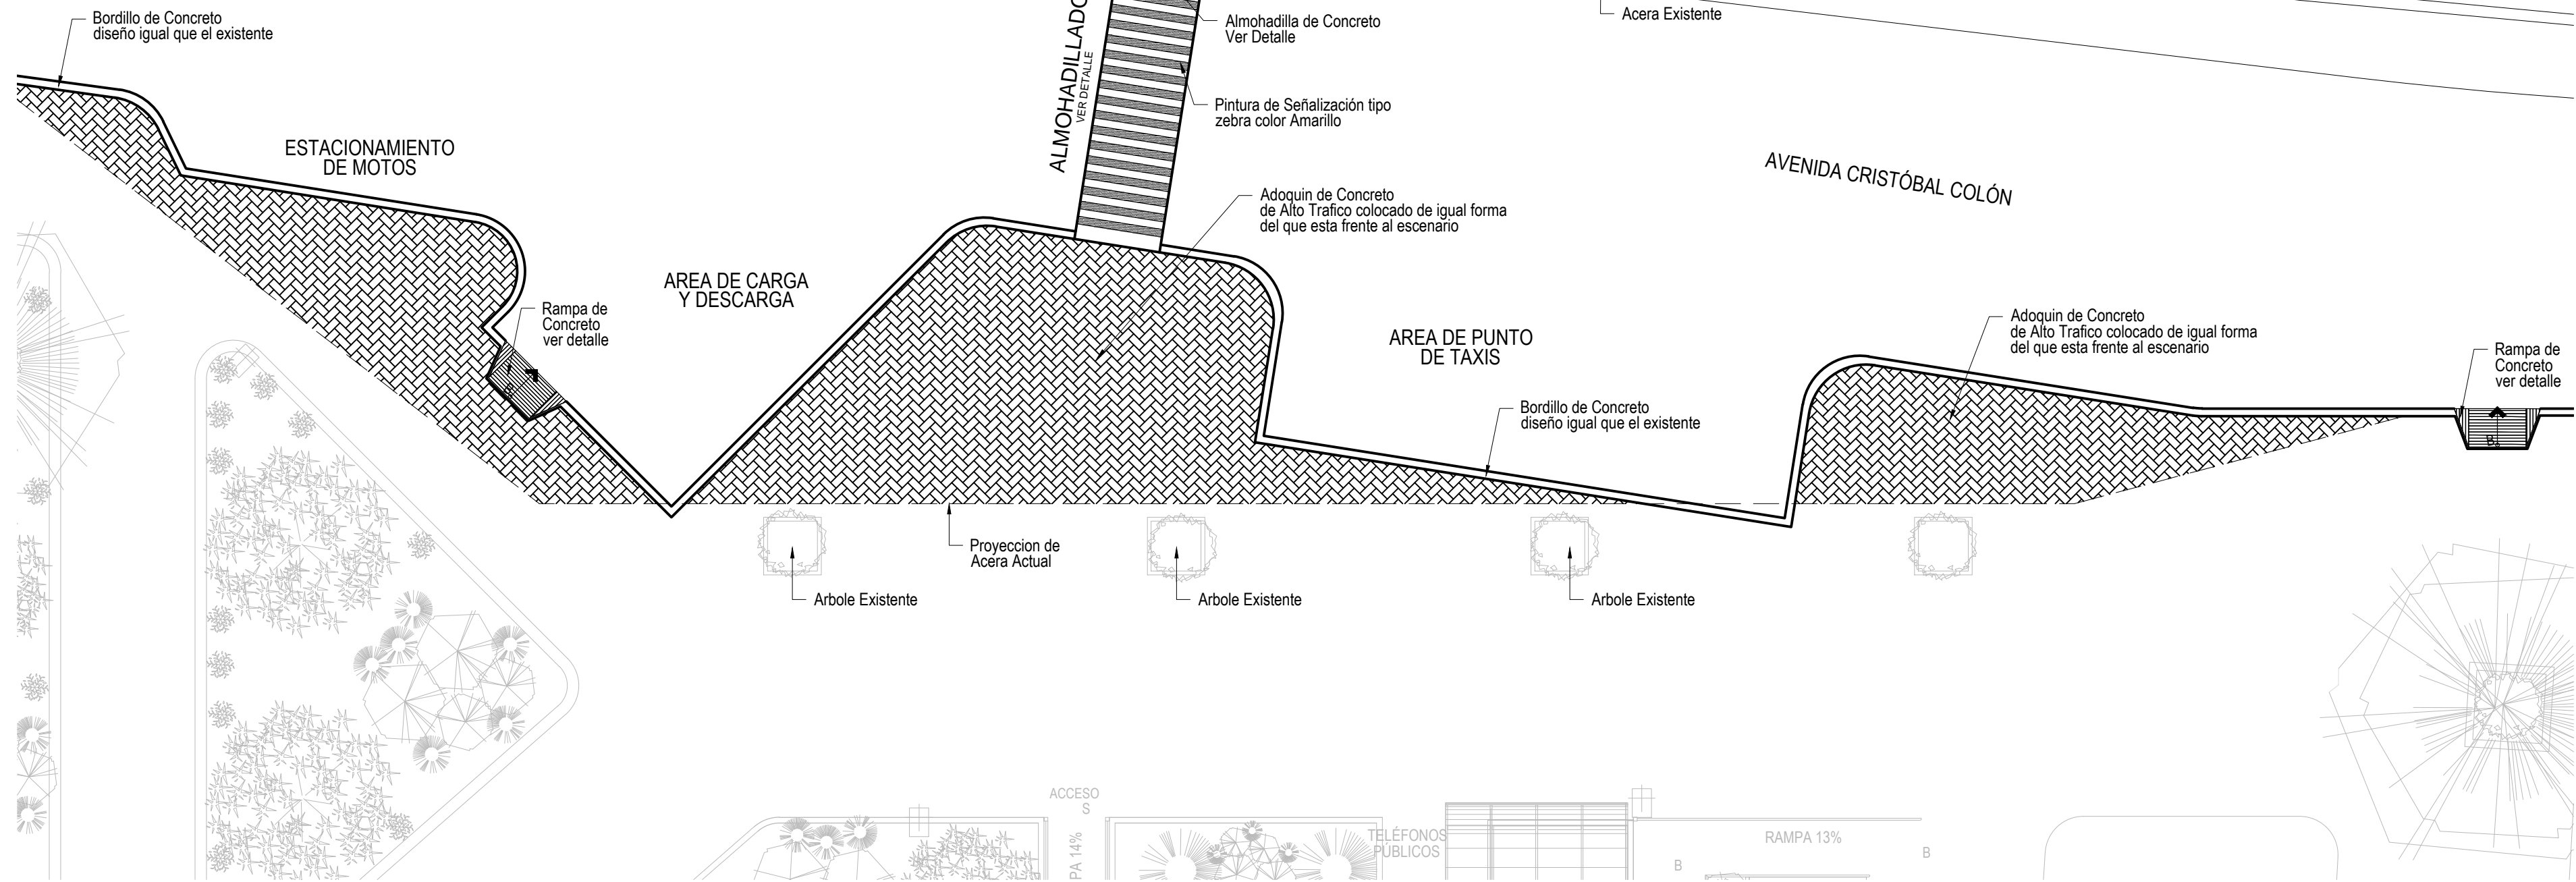 Bordillo de Concreto
diseño igual que el existente
ALMOHADILLADO
VER DETALLE
Almohadilla de Concreto
Ver Detalle
Acera Existente
Pintura de Señalización tipo
zebra color Amarillo
ESTACIONAMIENTO
DE MOTOS
AVENIDA CRISTÓBAL COLÓN
Adoquin de Concreto
de Alto Trafico colocado de igual forma
del que esta frente al escenario
AREA DE CARGA
Y DESCARGA
Rampa de
Concreto
ver detalle
AREA DE PUNTO
DE TAXIS
Adoquin de Concreto
de Alto Trafico colocado de igual forma
del que esta frente al escenario
Rampa de
Concreto
ver detalle
Bordillo de Concreto
diseño igual que el existente
B
B
Proyeccion de
Acera Actual
Arbole Existente
Arbole Existente
Arbole Existente
ACCESO
S
PA 14%
TELÉFONOS
PÚBLICOS
RAMPA 13%
B
B